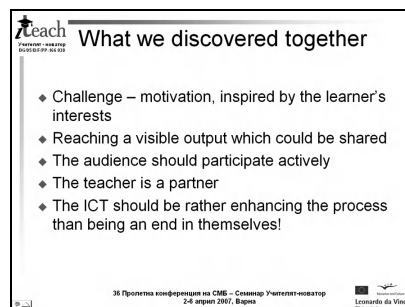 iTeach
Учителят - новатор
What we discovered together
◆ Challenge – motivation, inspired by the learner's
interests
◆ Reaching a visible output which could be shared
◆ The audience should participate actively
◆ The teacher is a partner
◆ The ICT should be rather enhancing the process
than being an end in themselves!
36 Пролетна конференция на СМБ – Семинар Учителят-новатор
2-6 април 2007, Варна
Leonardo da Vinci